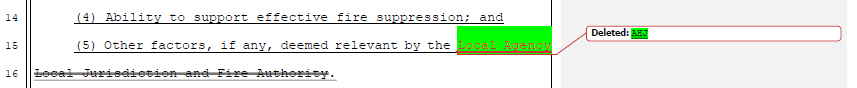 14 (4) Ability to support effective fire suppression; and
15 (5) Other factors, if any, deemed relevant by the Local Agency
Deleted: AHJ
16 Local Jurisdiction and Fire Authority.